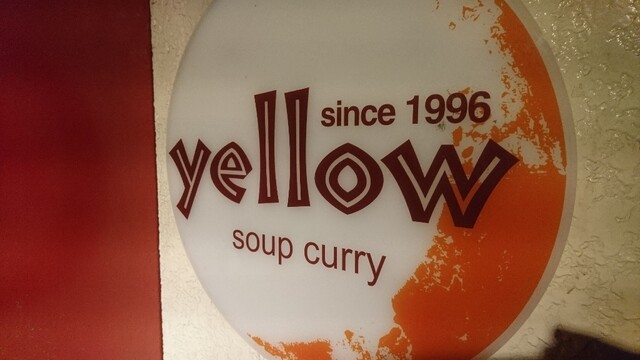 since 1996
yellow
soup curry